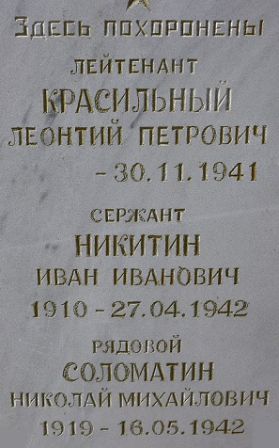 Здесь похоронены
лейтенант
КРАСИЛЬНЫЙ
ЛЕОНТИЙ ПЕТРОВИЧ
- 30.11.1941
сержант
НИКИТИН
ИВАН ИВАНОВИЧ
1910 - 27.04.1942
рядовой
СОЛОМАТИН
НИКОЛАЙ МИХАЙЛОВИЧ
1919 - 16.05.1942